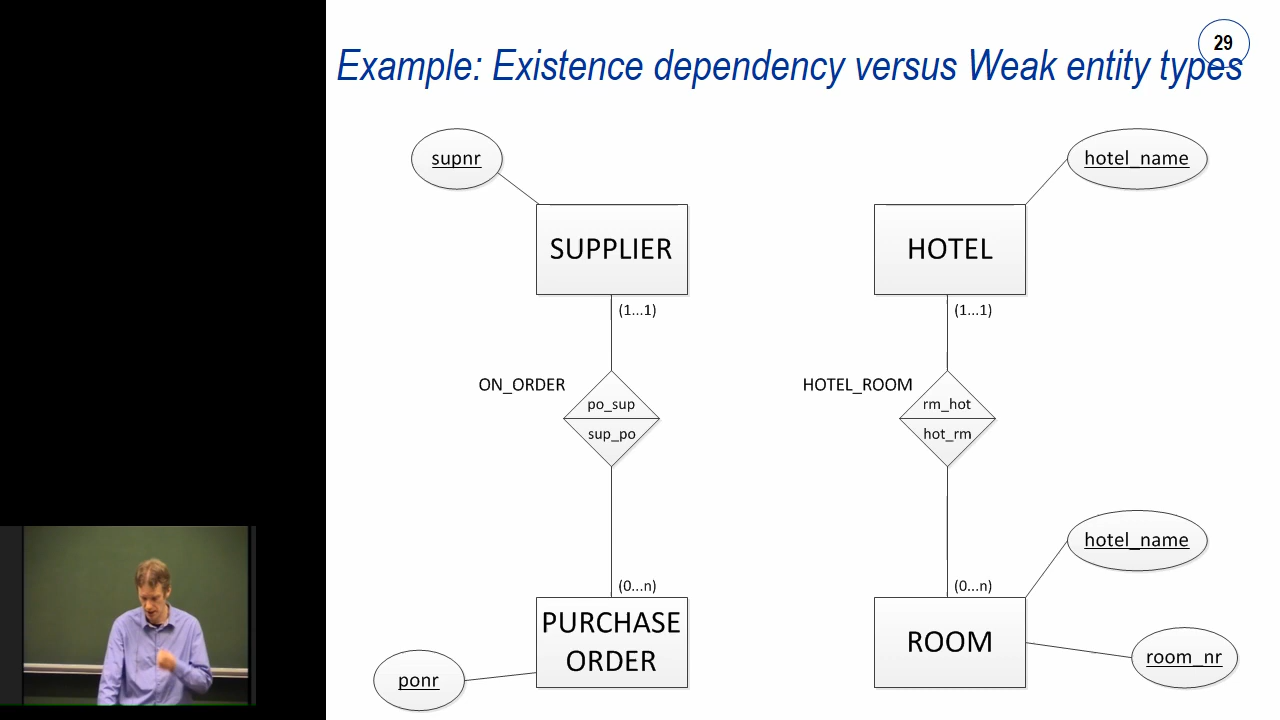 29
Example: Existence dependency versus Weak entity types
supnr
hotel_name
SUPPLIER
HOTEL
(1...1)
(1...1)
ON_ORDER
po_sup
sup_po
HOTEL_ROOM
rm_hot
hot_rm
(0...n)
(0...n)
hotel_name
PURCHASE
ORDER
ROOM
room_nr
ponr